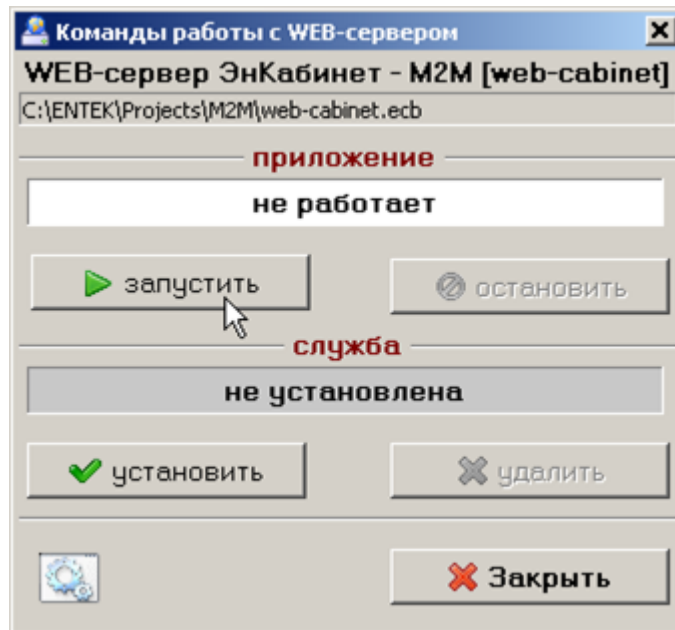 Команды работы с WEB-сервером
WEB-сервер ЭнКабинет - M2M [web-cabinet]
C:\ENTEK\Projects\M2M\web-cabinet.ecb
приложение
не работает
запустить
остановить
служба
не установлена
установить
удалить
Закрыть